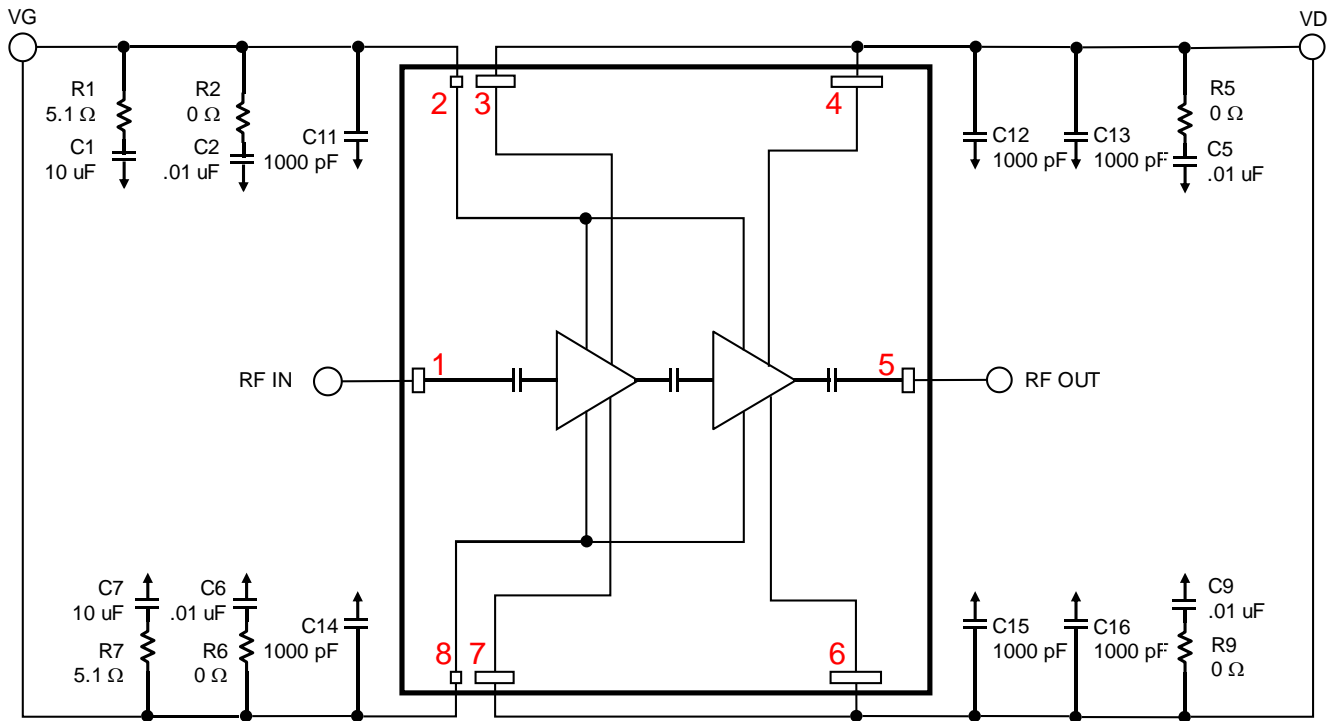 VG
VD
R1
5.1 Ω
C1
10 uF
R2
0 Ω
C2
.01 uF
C11
1000 pF
2
3
4
C12
1000 pF
C13
1000 pF
R5
0 Ω
C5
.01 uF
RF IN
1
5
RF OUT
C7
10 uF
R7
5.1 Ω
C6
.01 uF
R6
0 Ω
C14
1000 pF
8
7
6
C15
1000 pF
C16
1000 pF
C9
.01 uF
R9
0 Ω